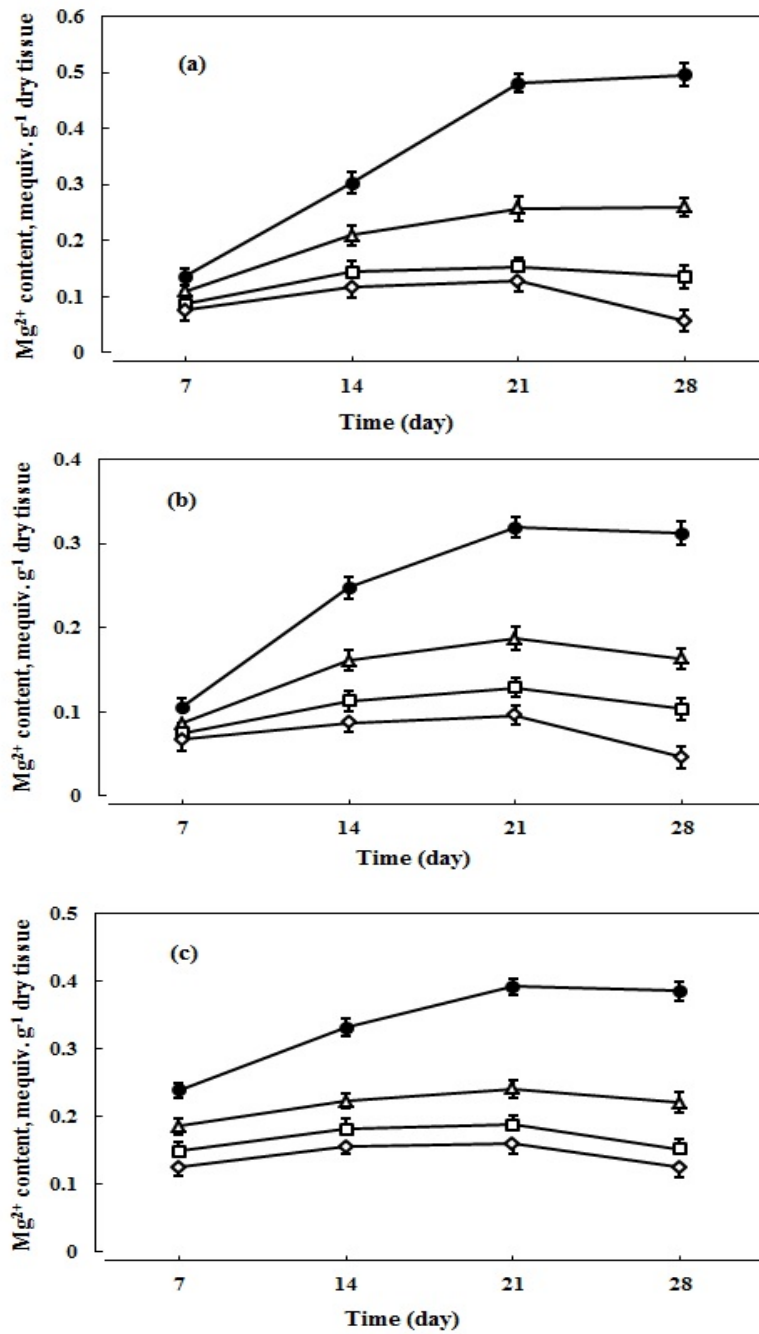 Mg²⁺ content, mequiv. g⁻¹ dry tissue
0.6
0.5
0.4
0.3
0.2
0.1
0
(a)
7 14 21 28
Time (day)
Mg²⁺ content, mequiv. g⁻¹ dry tissue
0.4
0.3
0.2
0.1
0
(b)
7 14 21 28
Time (day)
Mg²⁺ content, mequiv. g⁻¹ dry tissue
0.5
0.4
0.3
0.2
0.1
0
(c)
7 14 21 28
Time (day)